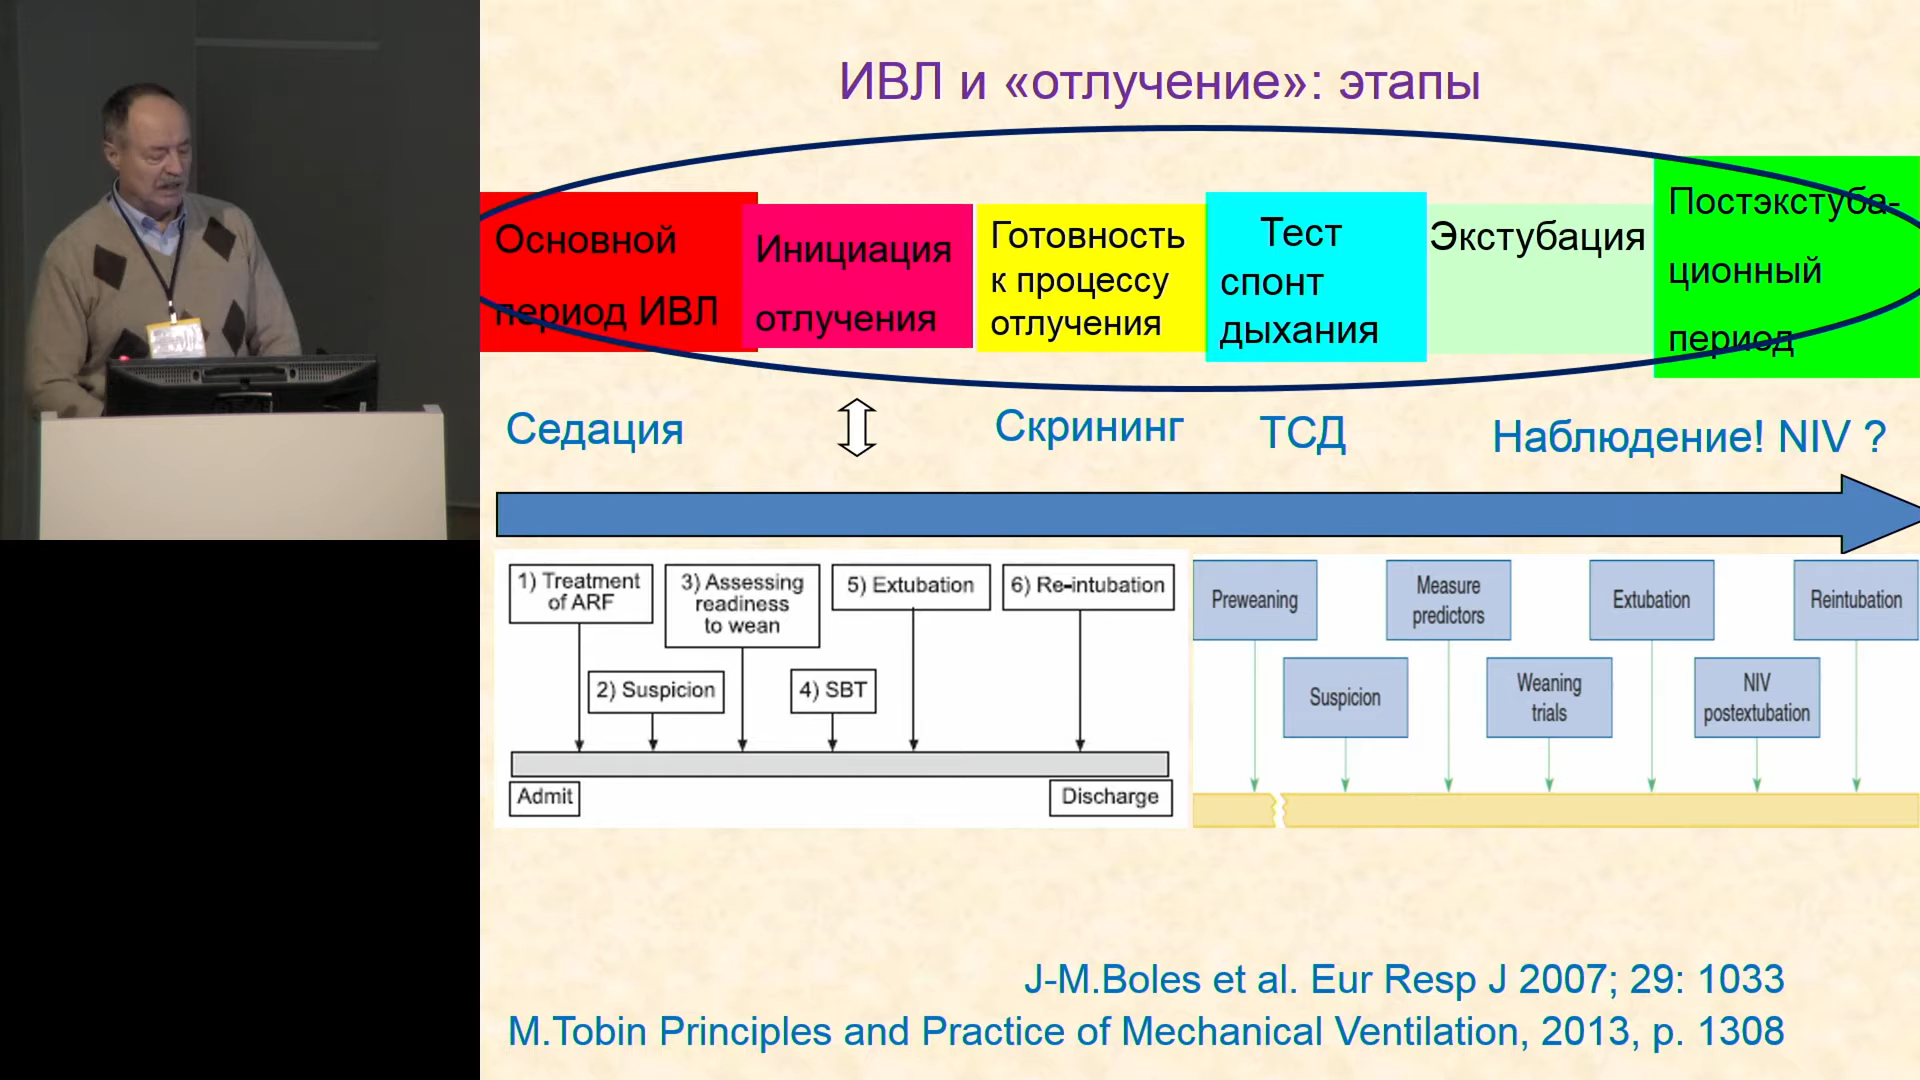 ИВЛ и «отлучение»: этапы
Основной
период ИВЛ
Инициация
отлучения
Готовность
к процессу
отлучения
Тест
спонт
дыхания
Экстубация
Постэкстуба-
ционный
период
Седация
Скрининг
ТСД
Наблюдение! NIV ?
1) Treatment
of ARF
3) Assessing
readiness
to wean
5) Extubation
6) Re-intubation
2) Suspicion
4) SBT
Admit
Discharge
Preweaning
Measure
predictors
Extubation
Reintubation
Suspicion
Weaning
trials
NIV
postextubation
J-M.Boles et al. Eur Resp J 2007; 29: 1033
M.Tobin Principles and Practice of Mechanical Ventilation, 2013, p. 1308